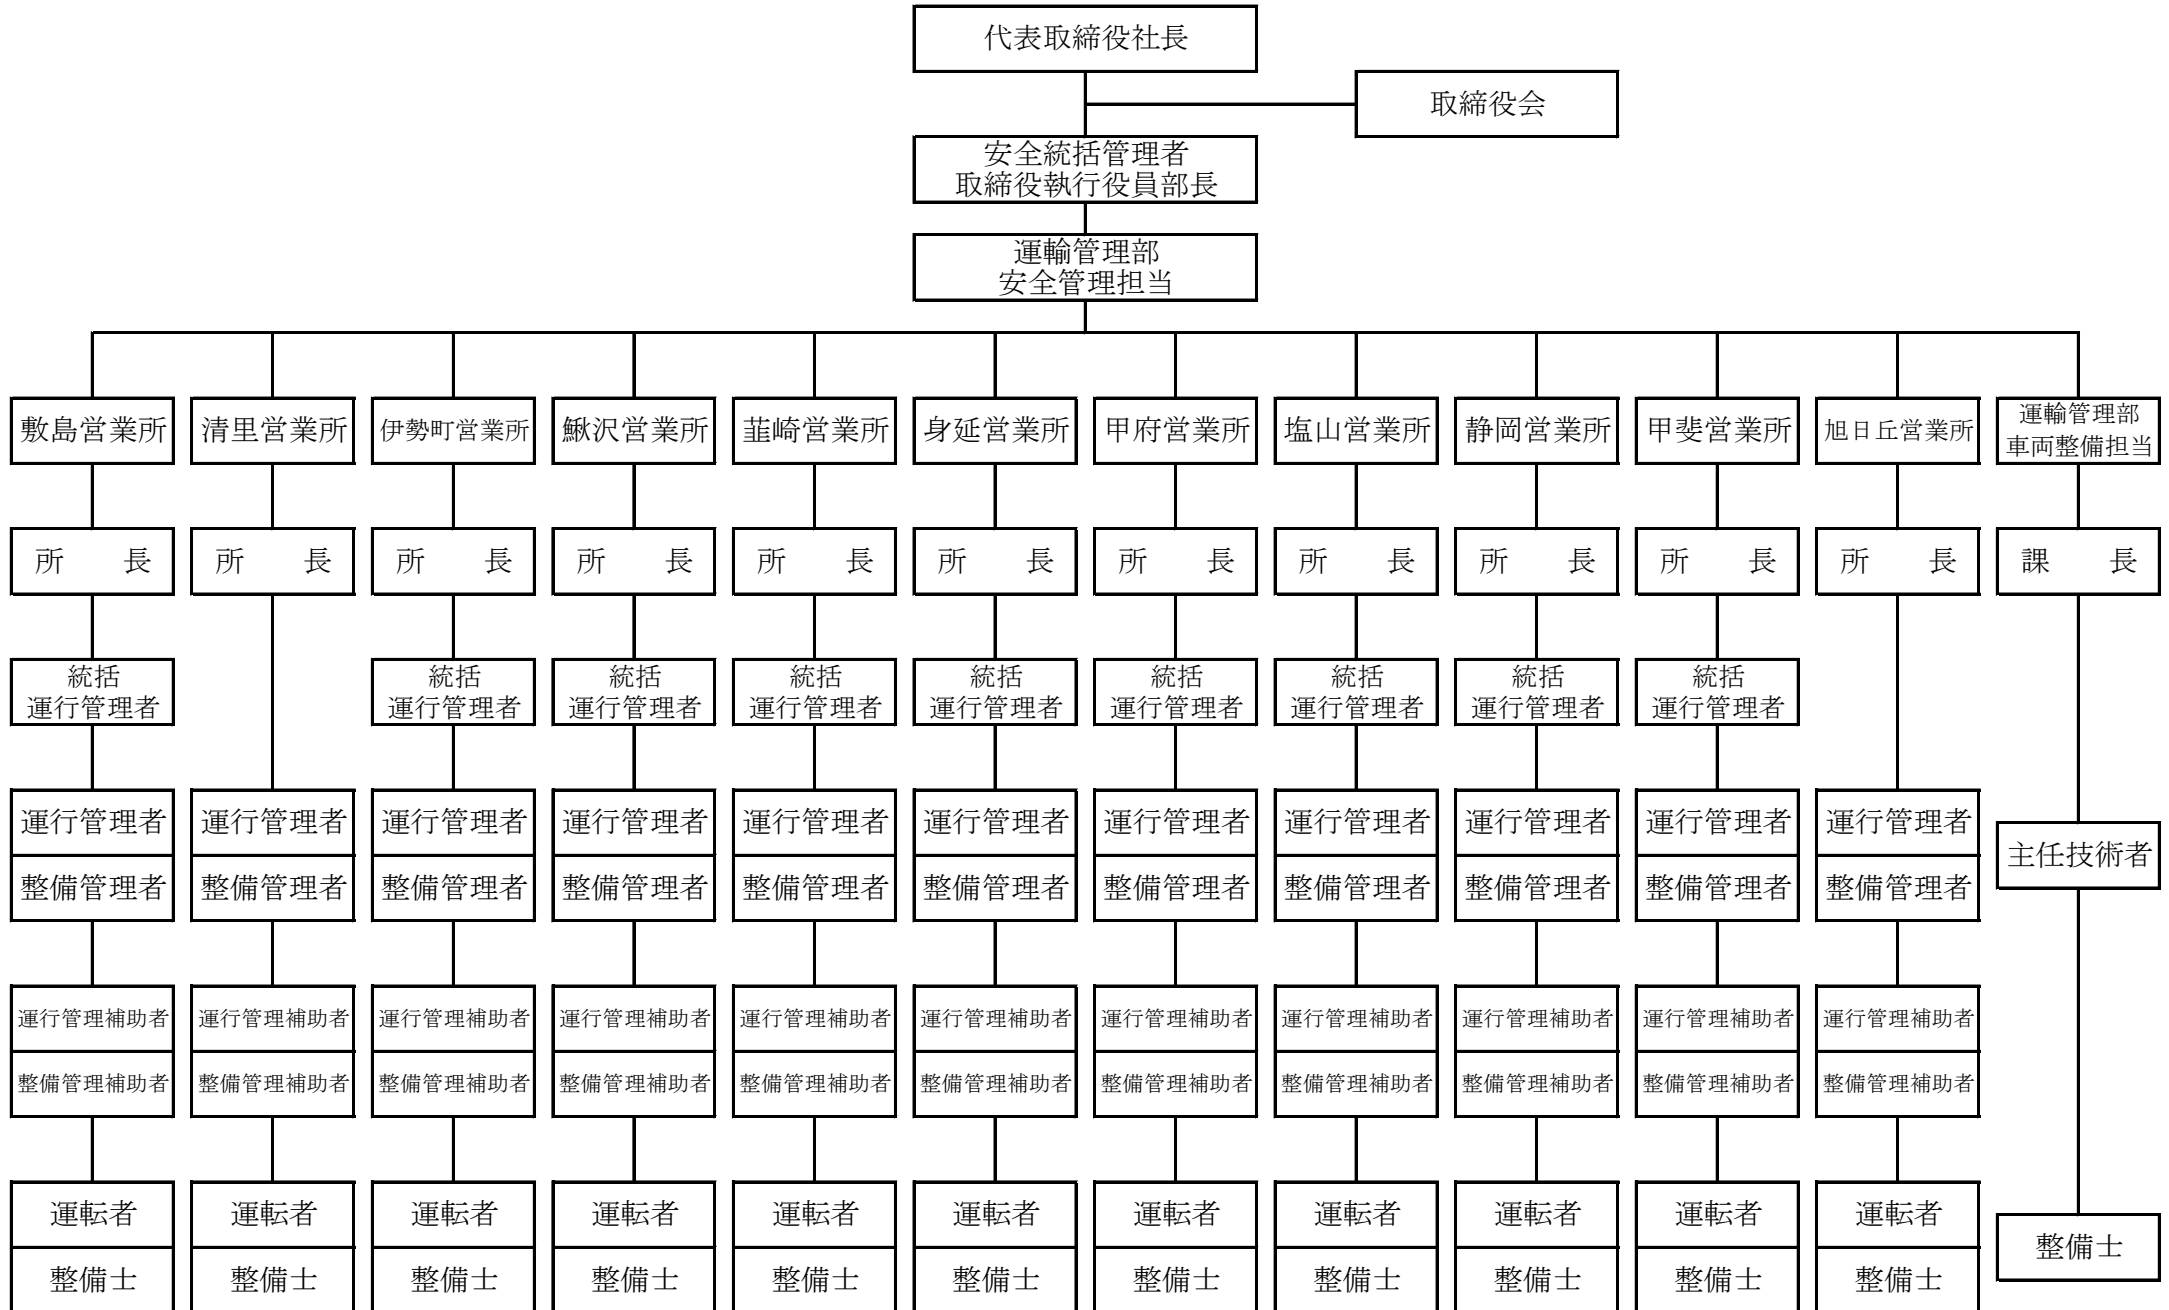 代表取締役社長
取締役会
安全統括管理者
取締役執行役員部長
運輸管理部
安全管理担当
敷島営業所 清里営業所 伊勢町営業所 鰍沢営業所 韮崎営業所 身延営業所 甲府営業所 塩山営業所 静岡営業所 甲斐営業所 旭日丘営業所 運輸管理部
車両整備担当
所 長 所 長 所 長 所 長 所 長 所 長 所 長 所 長 所 長 所 長 所 長 課 長
統括 統括 統括 統括 統括 統括 統括 統括 統括
運行管理者 運行管理者 運行管理者 運行管理者 運行管理者 運行管理者 運行管理者 運行管理者 運行管理者
運行管理者 運行管理者 運行管理者 運行管理者 運行管理者 運行管理者 運行管理者 運行管理者 運行管理者 運行管理者 運行管理者
主任技術者
整備管理者 整備管理者 整備管理者 整備管理者 整備管理者 整備管理者 整備管理者 整備管理者 整備管理者 整備管理者 整備管理者
運行管理補助者 運行管理補助者 運行管理補助者 運行管理補助者 運行管理補助者 運行管理補助者 運行管理補助者 運行管理補助者 運行管理補助者 運行管理補助者 運行管理補助者
整備管理補助者 整備管理補助者 整備管理補助者 整備管理補助者 整備管理補助者 整備管理補助者 整備管理補助者 整備管理補助者 整備管理補助者 整備管理補助者 整備管理補助者
運転者 運転者 運転者 運転者 運転者 運転者 運転者 運転者 運転者 運転者 運転者
整備士
整備士 整備士 整備士 整備士 整備士 整備士 整備士 整備士 整備士 整備士 整備士